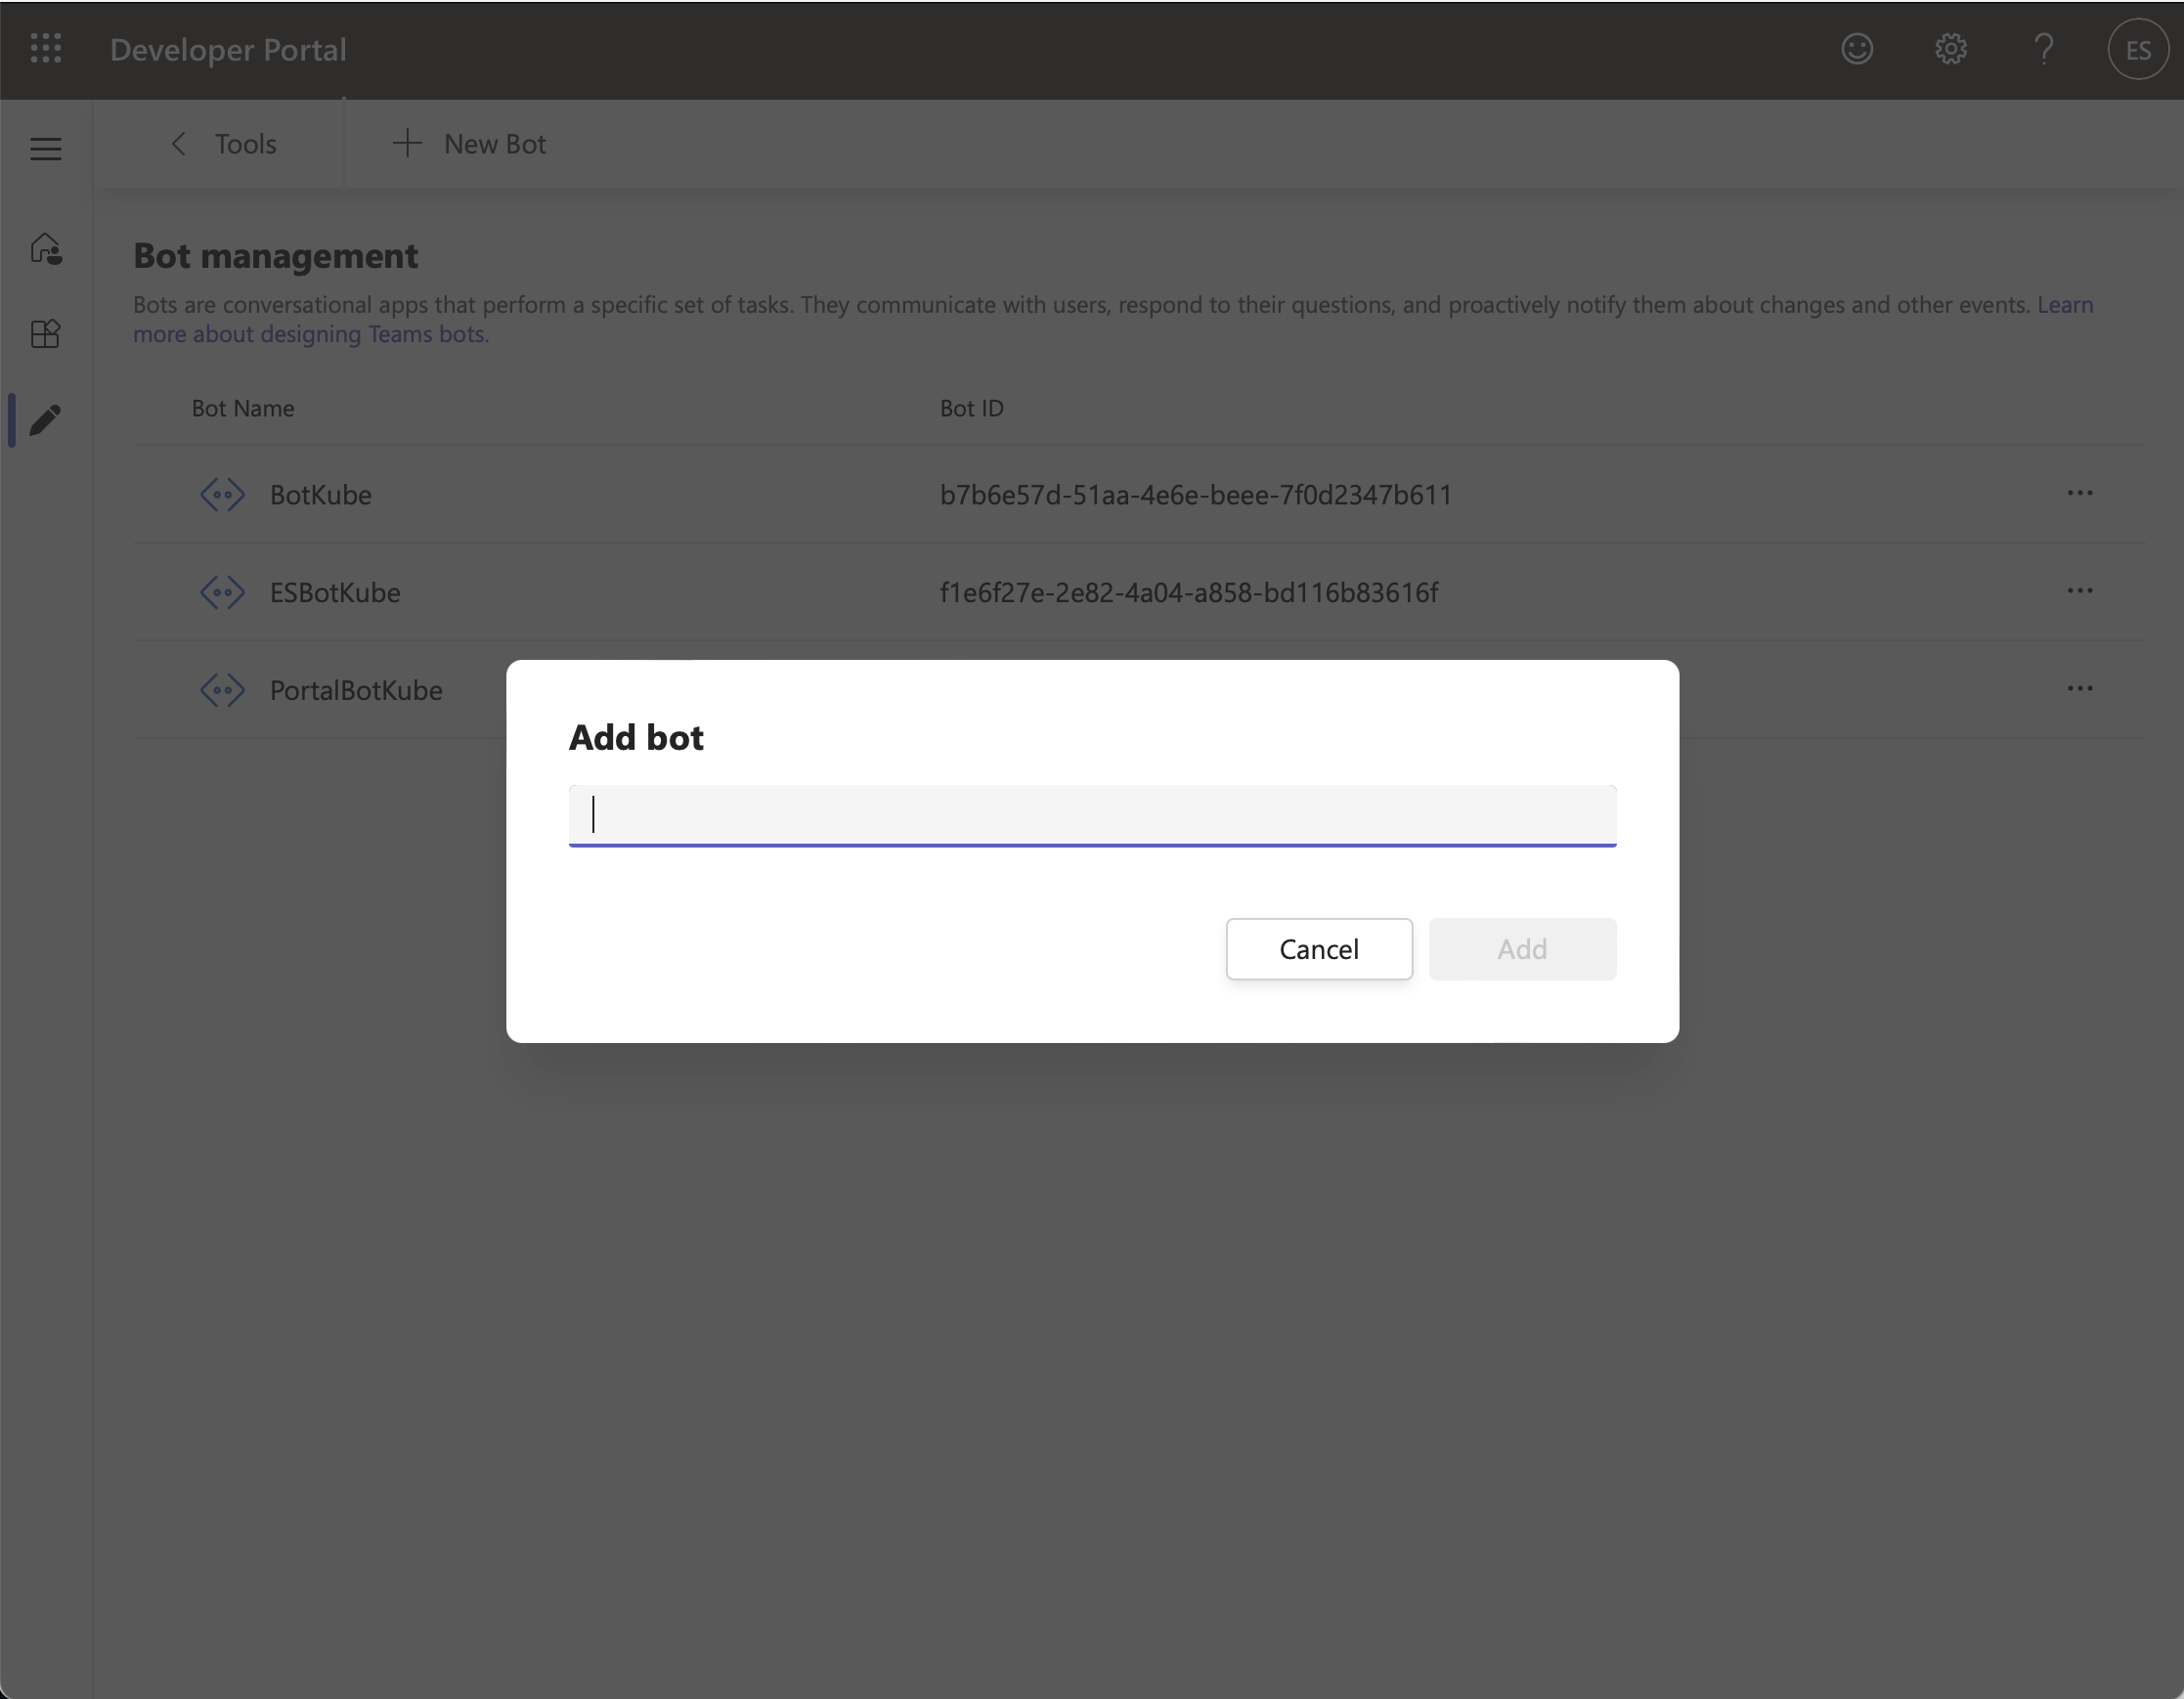 Developer Portal
ES
Tools
New Bot
Bot management
Bots are conversational apps that perform a specific set of tasks. They communicate with users, respond to their questions, and proactively notify them about changes and other events. Learn
more about designing Teams bots.
Bot Name Bot ID
BotKube b7b6e57d-51aa-4e6e-beee-7f0d2347b611
ESBotKube f1e6f27e-2e82-4a04-a858-bd116b83616f
PortalBotKube
Add bot
Cancel Add